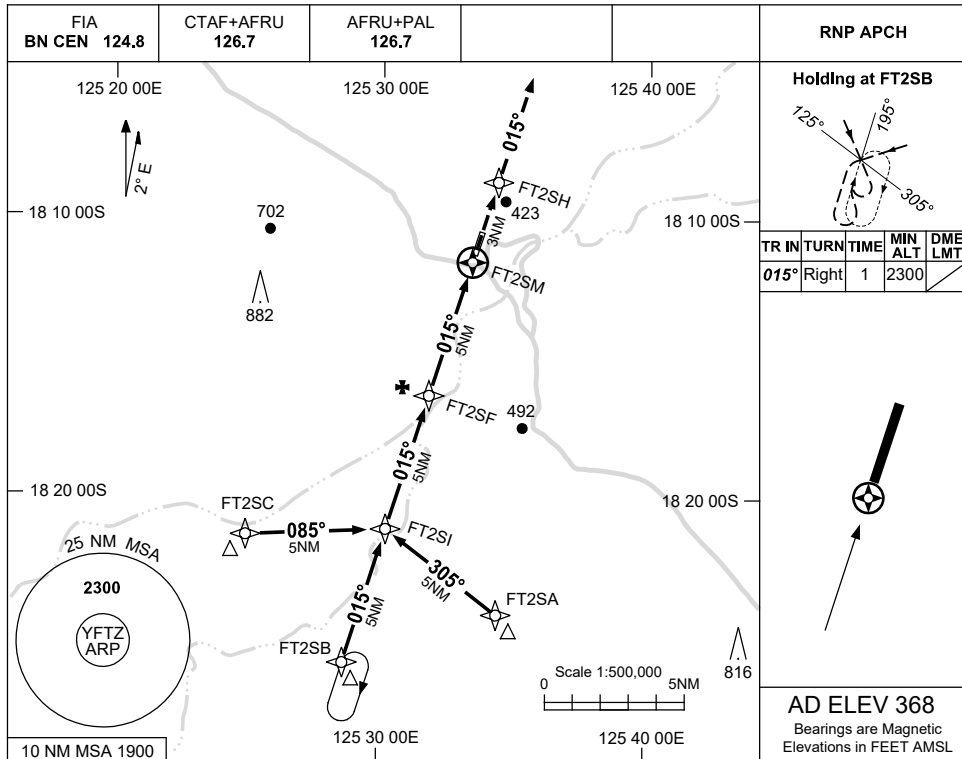 FIA
BN CEN 124.8
CTAF+AFRU
126.7
AFRU+PAL
126.7
RNP APCH
125 20 00E
125 30 00E
125 40 00E
2° E
015°
FT2SH
423
3NM
18 10 00S
18 10 00S
702
882
FT2SM
015°
5NM
FT2SF
492
015°
5NM
18 20 00S
18 20 00S
FT2SC
085°
5NM
FT2SI
305°
5NM
FT2SA
015°
5NM
FT2SB
25 NM MSA
2300
YFTZ
ARP
10 NM MSA 1900
Scale 1:500,000
0
5NM
816
125 30 00E
125 40 00E
Holding at FT2SB
125°
195°
305°
TR IN TURN TIME MIN ALT DME LMT
015° Right 1 2300
AD ELEV 368
Bearings are Magnetic
Elevations in FEET AMSL